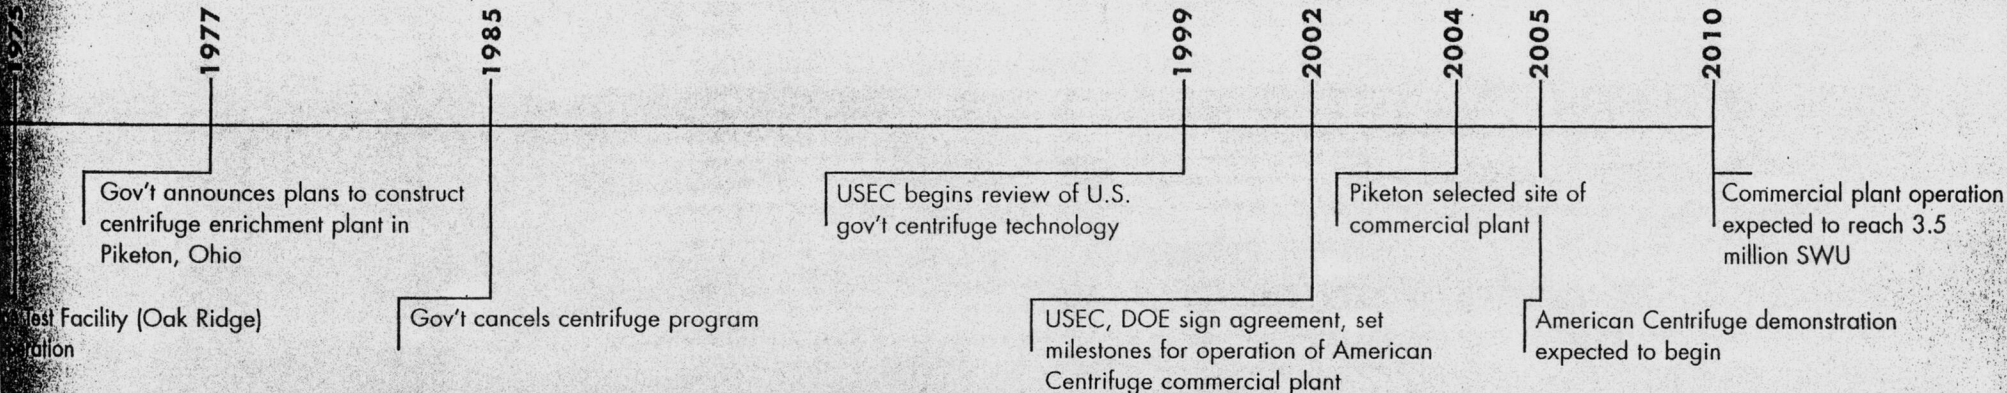 1975
1977
1985
1999
2002
2004
2005
2010
Gov't announces plans to construct
centrifuge enrichment plant in
Piketon, Ohio
USEC begins review of U.S.
gov't centrifuge technology
Piketon selected site of
commercial plant
Commercial plant operation
expected to reach 3.5
million SWU
Test Facility (Oak Ridge)
Gov't cancels centrifuge program
USEC, DOE sign agreement, set
milestones for operation of American
Centrifuge commercial plant
American Centrifuge demonstration
expected to begin